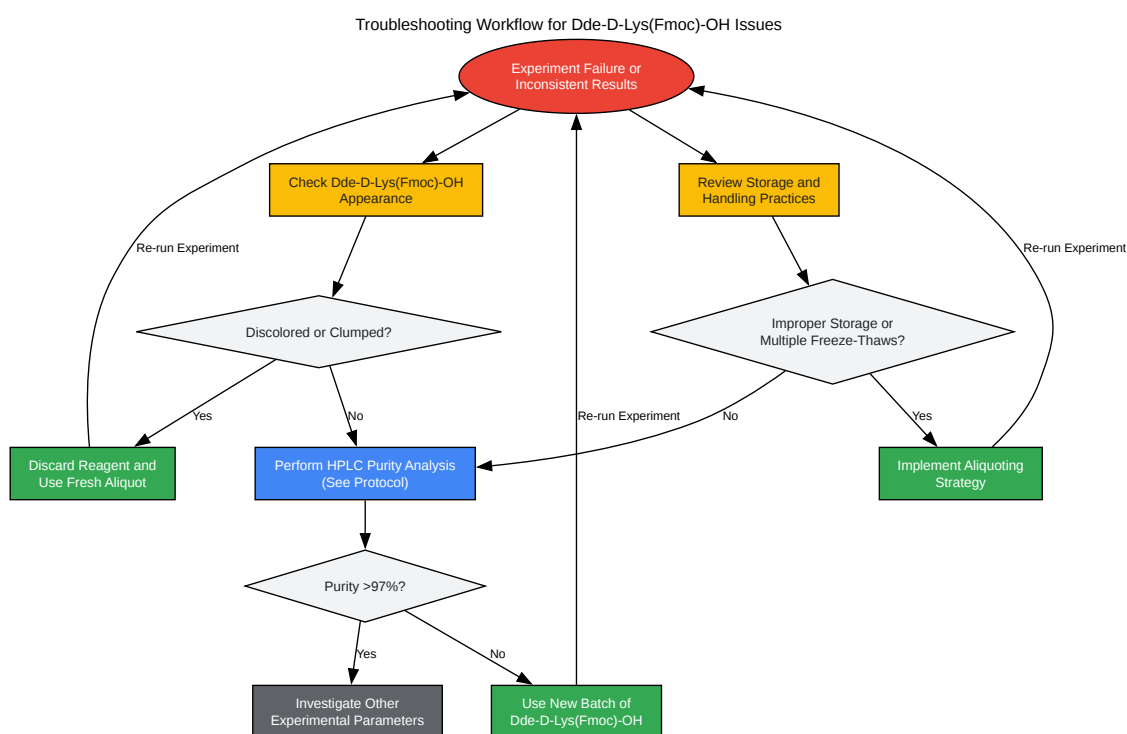 Troubleshooting Workflow for Dde-D-Lys(Fmoc)-OH Issues
Experiment Failure or
Inconsistent Results
Check Dde-D-Lys(Fmoc)-OH
Appearance
Review Storage and
Handling Practices
Re-run Experiment
Re-run Experiment
Discolored or Clumped?
Improper Storage or
Multiple Freeze-Thaws?
Yes
No
Re-run Experiment
No
Yes
Discard Reagent and
Use Fresh Aliquot
Perform HPLC Purity Analysis
(See Protocol)
Implement Aliquoting
Strategy
Purity >97%?
Yes
No
Investigate Other
Experimental Parameters
Use New Batch of
Dde-D-Lys(Fmoc)-OH